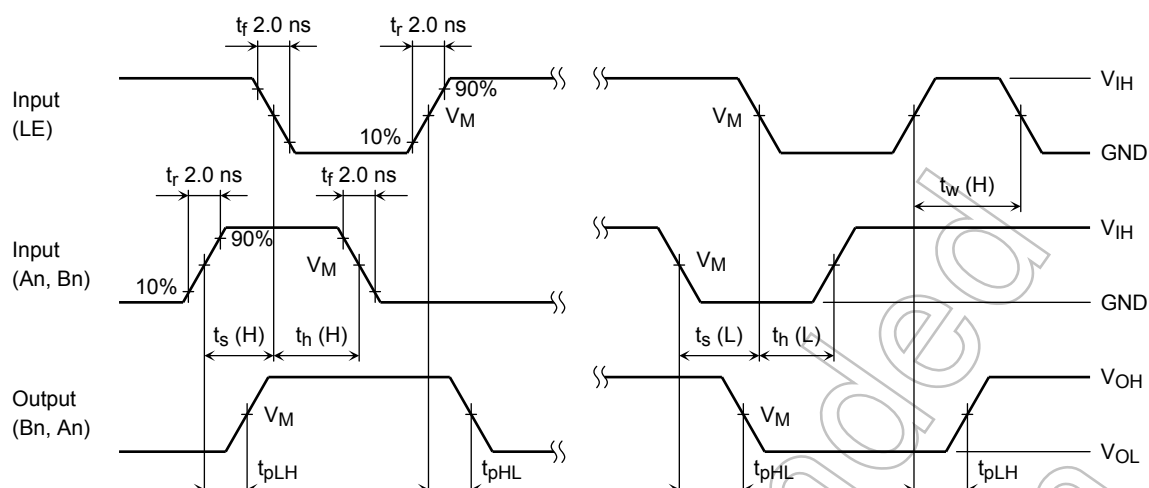 tf 2.0 ns
tr 2.0 ns
Input
(LE)
90%
VM
10%
VM
VIH
GND
tr 2.0 ns
tf 2.0 ns
tw (H)
Input
(An, Bn)
90%
VM
10%
VM
VIH
GND
ts (H)
th (H)
ts (L)
th (L)
Output
(Bn, An)
VM
VM
VOH
VOL
tpLH
tpHL
tpHL
tpLH